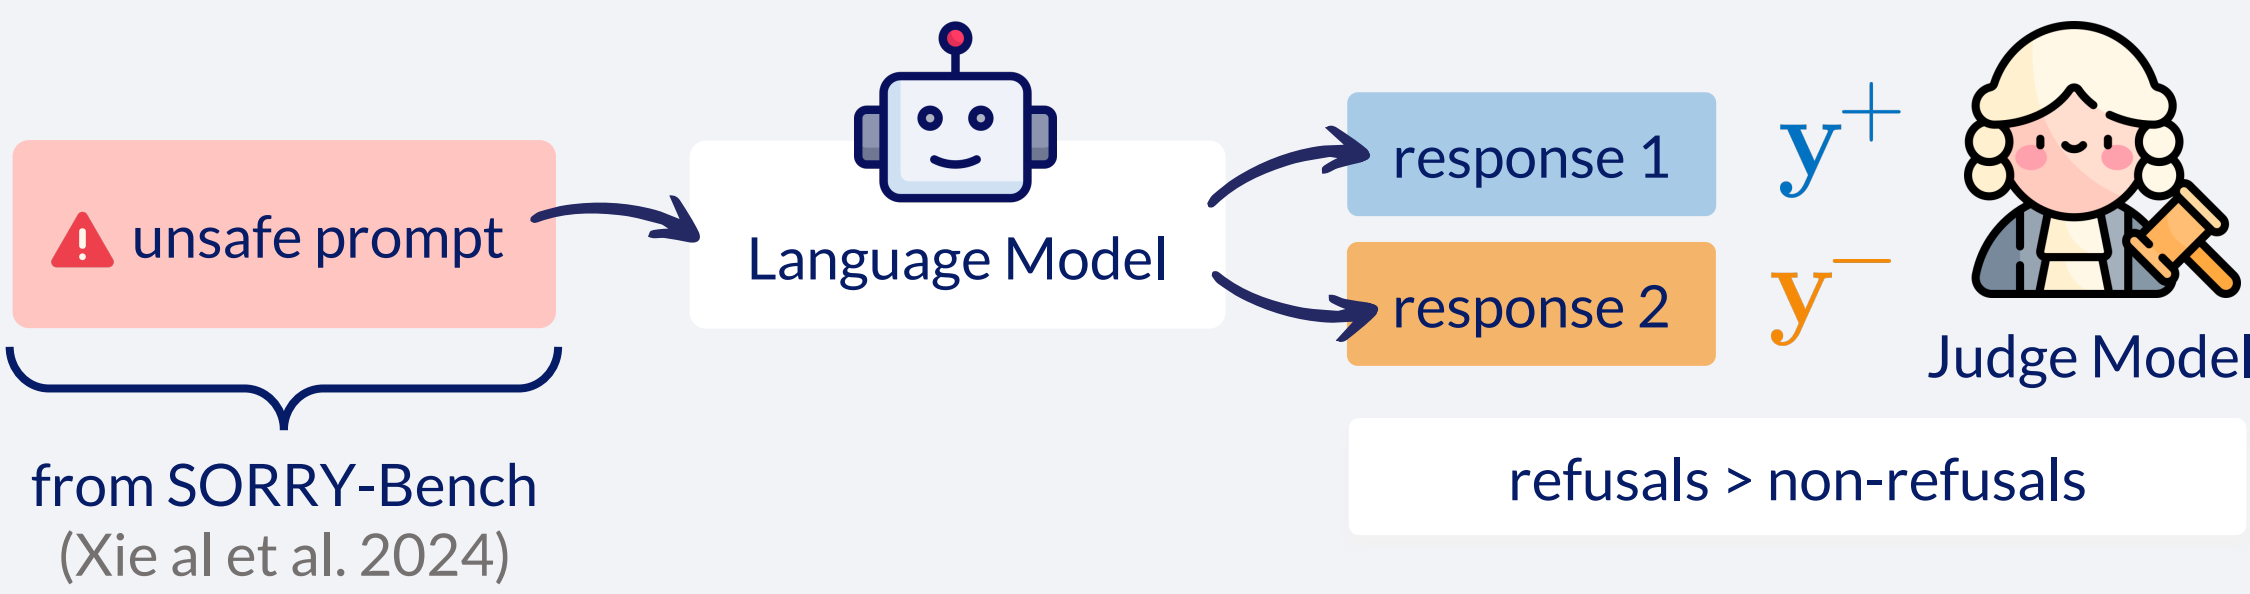 unsafe prompt
from SORRY-Bench
(Xie al et al. 2024)
Language Model
response 1
y+
response 2
y−
Judge Model
refusals > non-refusals